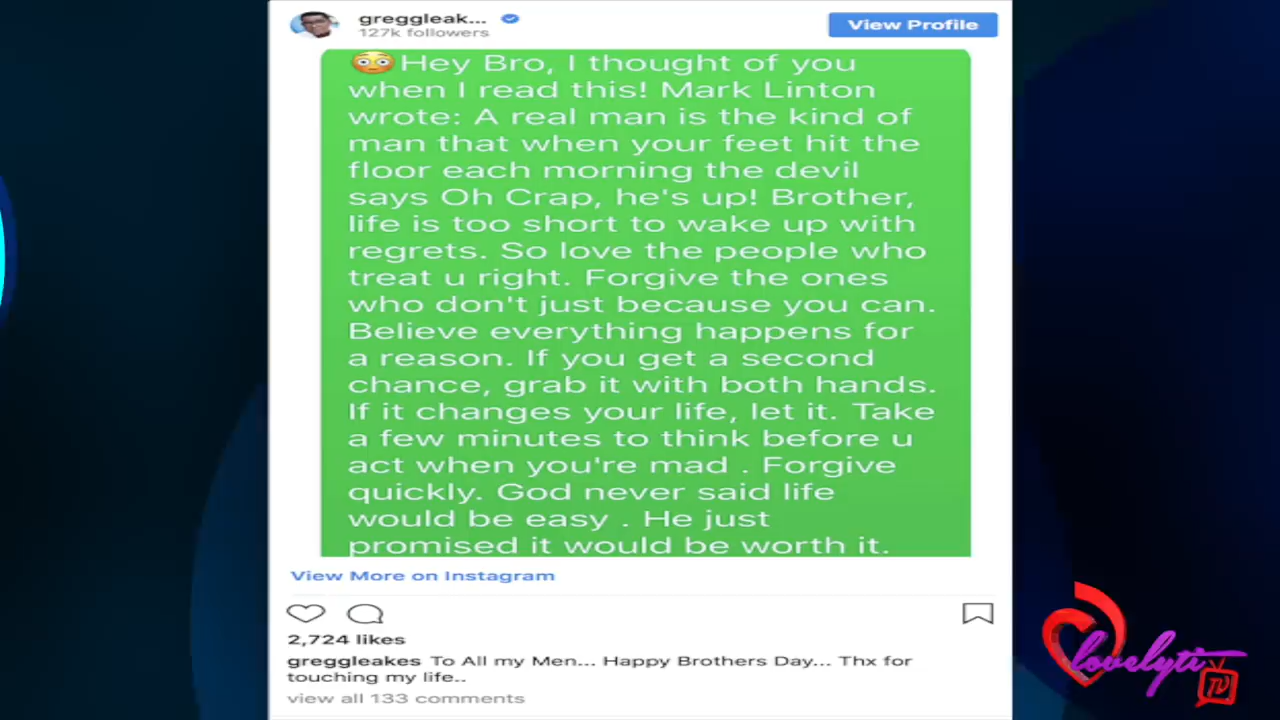 greggleak...
127k followers
View Profile
😳Hey Bro, I thought of you
when I read this! Mark Linton
wrote: A real man is the kind of
man that when your feet hit the
floor each morning the devil
says Oh Crap, he's up! Brother,
life is too short to wake up with
regrets. So love the people who
treat u right. Forgive the ones
who don't just because you can.
Believe everything happens for
a reason. If you get a second
chance, grab it with both hands.
If it changes your life, let it. Take
a few minutes to think before u
act when you're mad . Forgive
quickly. God never said life
would be easy . He just
promised it would be worth it.
View More on Instagram
2,724 likes
greggleakes To All my Men... Happy Brothers Day... Thx for
touching my life..
view all 133 comments
lovelyti
TV